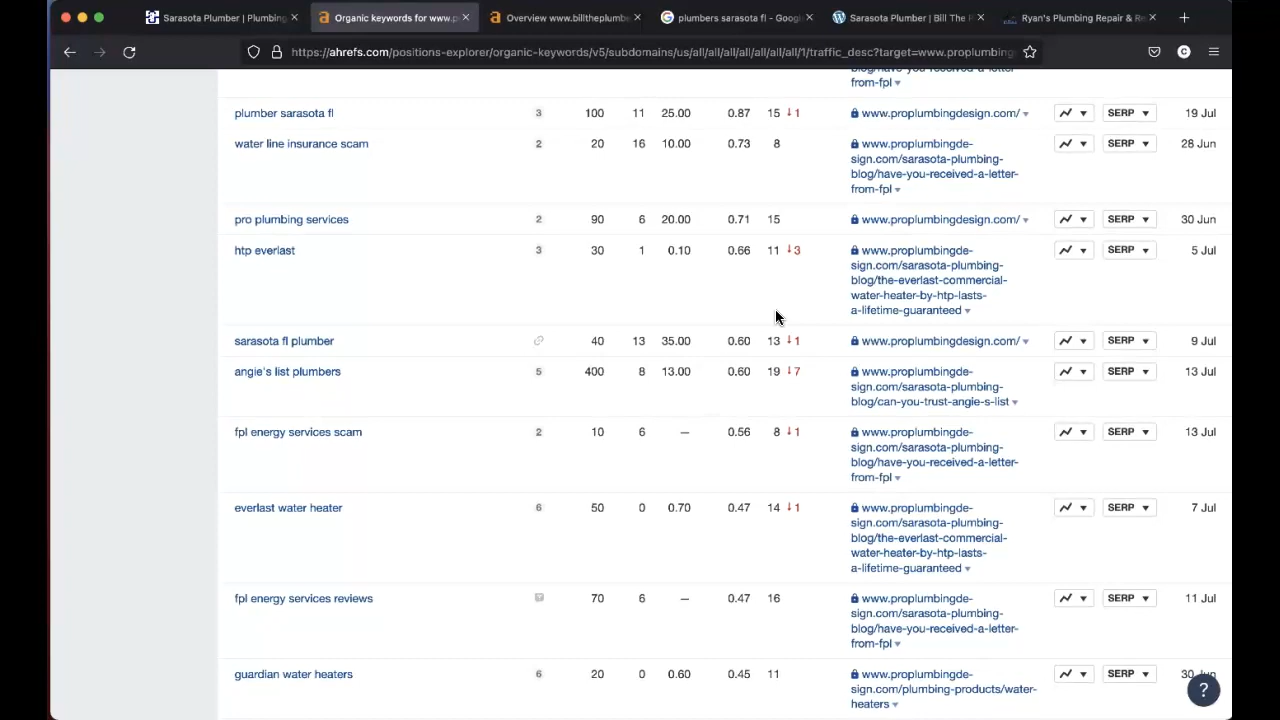 Sarasota Plumber | Plumbing
Organic keywords for www.p
Overview www.billtheplumbe
plumbers sarasota fl - Googl
Sarasota Plumber | Bill The
Ryan's Plumbing Repair & Re
https://ahrefs.com/positions-explorer/organic-keywords/v5/subdomains/us/all/all/all/all/all/all/all/1/traffic_desc?target=www.proplumbing
blog/have-you-received-a-letter-
from-fpl
plumber sarasota fl 3 100 11 25.00 0.87 15 ↓1 www.proplumbingdesign.com/ SERP 19 Jul
water line insurance scam 2 20 16 10.00 0.73 8 www.proplumbingde- SERP 28 Jun
sign.com/sarasota-plumbing-
blog/have-you-received-a-letter-
from-fpl
pro plumbing services 2 90 6 20.00 0.71 15 www.proplumbingdesign.com/ SERP 30 Jun
htp everlast 3 30 1 0.10 0.66 11 ↓3 www.proplumbingde- SERP 5 Jul
sign.com/sarasota-plumbing-
blog/the-everlast-commercial-
water-heater-by-htp-lasts-
a-lifetime-guaranteed
sarasota fl plumber 40 13 35.00 0.60 13 ↓1 www.proplumbingdesign.com/ SERP 9 Jul
angie's list plumbers 5 400 8 13.00 0.60 19 ↓7 www.proplumbingde- SERP 13 Jul
sign.com/sarasota-plumbing-
blog/can-you-trust-angie-s-list
fpl energy services scam 2 10 6 — 0.56 8 ↓1 www.proplumbingde- SERP 13 Jul
sign.com/sarasota-plumbing-
blog/have-you-received-a-letter-
from-fpl
everlast water heater 6 50 0 0.70 0.47 14 ↓1 www.proplumbingde- SERP 7 Jul
sign.com/sarasota-plumbing-
blog/the-everlast-commercial-
water-heater-by-htp-lasts-
a-lifetime-guaranteed
fpl energy services reviews 70 6 — 0.47 16 www.proplumbingde- SERP 11 Jul
sign.com/sarasota-plumbing-
blog/have-you-received-a-letter-
from-fpl
guardian water heaters 6 20 0 0.60 0.45 11 www.proplumbingde- SERP 30 Jun
sign.com/plumbing-products/water-
heaters
?